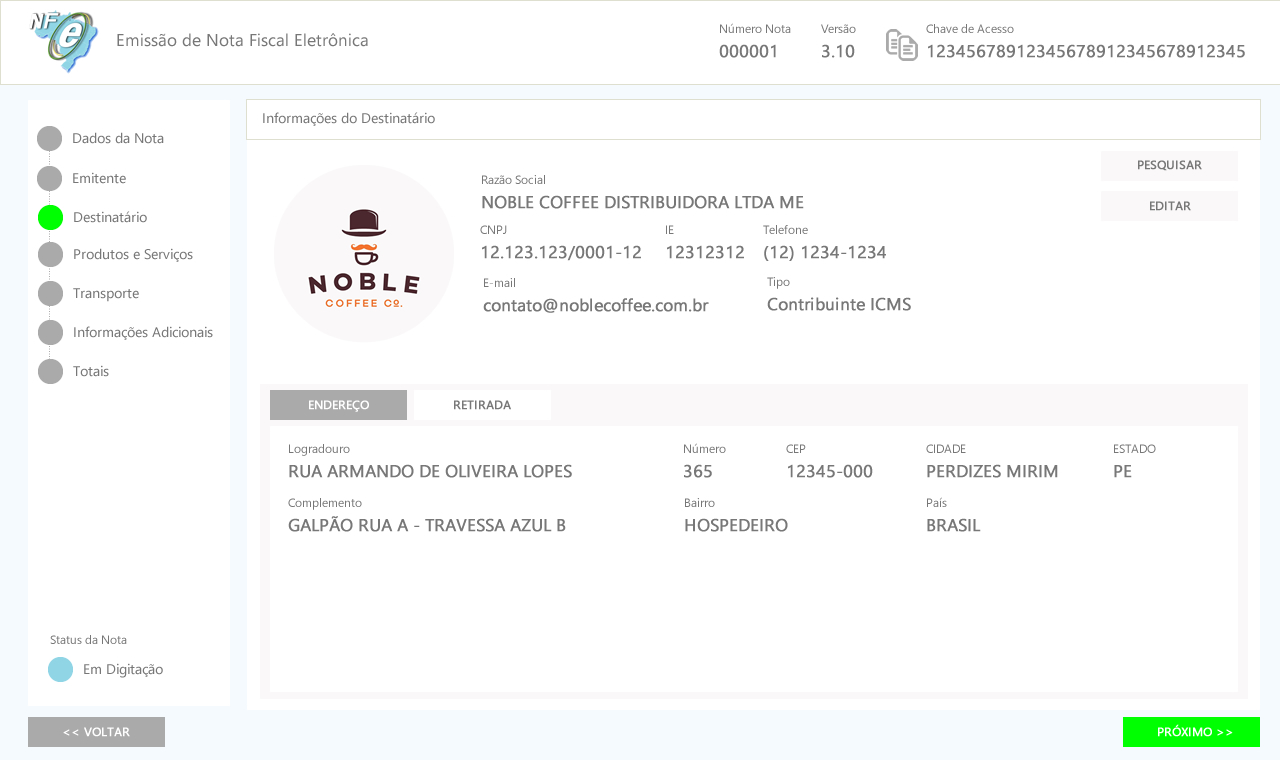 NFe
Emissão de Nota Fiscal Eletrônica
Número Nota
000001
Versão
3.10
Chave de Acesso
12345678912345678912345678912345
Dados da Nota
Emitente
Destinatário
Produtos e Serviços
Transporte
Informações Adicionais
Totais
Status da Nota
Em Digitação
Informações do Destinatário
PESQUISAR
EDITAR
NOBLE
COFFEE CO.
Razão Social
NOBLE COFFEE DISTRIBUIDORA LTDA ME
CNPJ
12.123.123/0001-12
IE
12312312
Telefone
(12) 1234-1234
E-mail
contato@noblecoffee.com.br
Tipo
Contribuinte ICMS
ENDEREÇO
RETIRADA
Logradouro
RUA ARMANDO DE OLIVEIRA LOPES
Número
365
CEP
12345-000
CIDADE
PERDIZES MIRIM
ESTADO
PE
Complemento
GALPÃO RUA A - TRAVESSA AZUL B
Bairro
HOSPEDEIRO
País
BRASIL
<< VOLTAR
PRÓXIMO >>